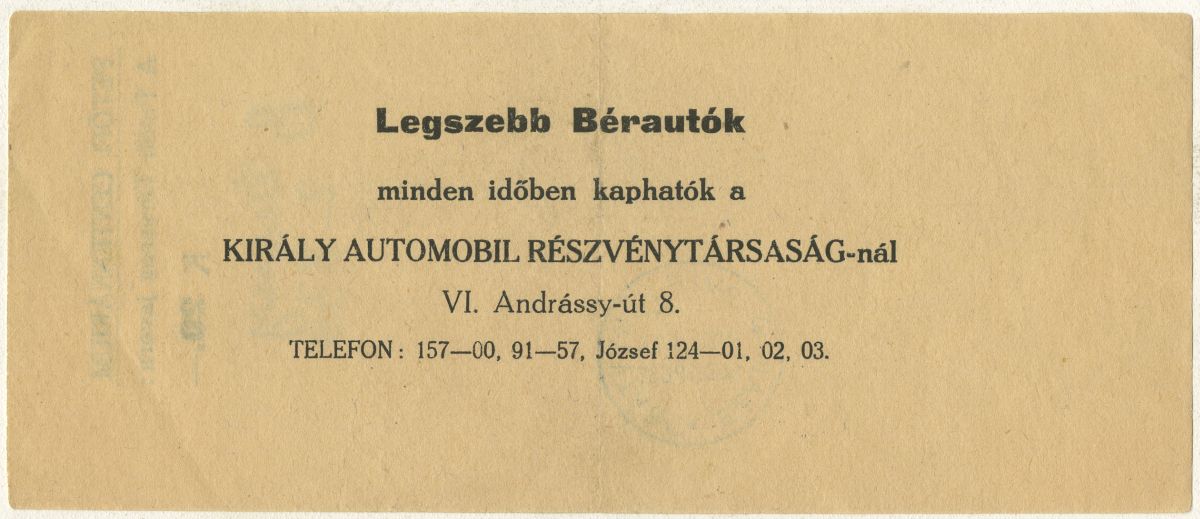 Legszebb Bérautók
minden időben kaphatók a
KIRÁLY AUTOMOBIL RÉSZVÉNYTÁRSASÁG-nál
VI. Andrássy-út 8.
TELEFON: 157—00, 91—57, József 124—01, 02, 03.